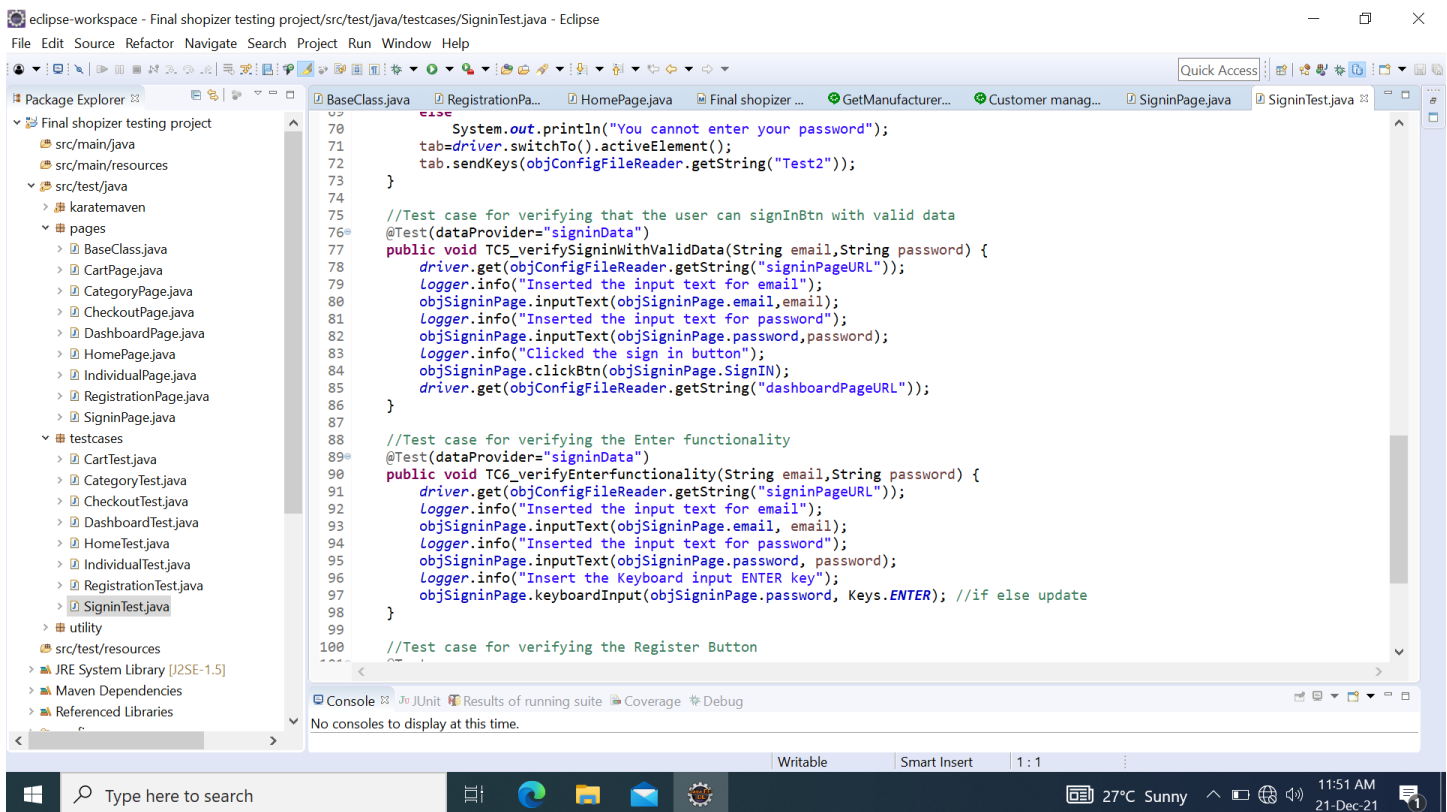 eclipse-workspace - Final shopizer testing project/src/test/java/testcases/SigninTest.java - Eclipse
File Edit Source Refactor Navigate Search Project Run Window Help
Quick Access
Package Explorer
BaseClass.java RegistrationPa... HomePage.java Final shopizer ... GetManufacturer... Customer manag... SigninPage.java SigninTest.java
Final shopizer testing project
src/main/java
src/main/resources
src/test/java
karatemaven
pages
BaseClass.java
CartPage.java
CategoryPage.java
CheckoutPage.java
DashboardPage.java
HomePage.java
IndividualPage.java
RegistrationPage.java
SigninPage.java
testcases
CartTest.java
CategoryTest.java
CheckoutTest.java
DashboardTest.java
HomeTest.java
IndividualTest.java
RegistrationTest.java
SigninTest.java
utility
src/test/resources
JRE System Library [J2SE-1.5]
Maven Dependencies
Referenced Libraries
69 else
70 System.out.println("You cannot enter your password");
71 tab=driver.switchTo().activeElement();
72 tab.sendKeys(objConfigFileReader.getString("Test2"));
73 }
74
75 //Test case for verifying that the user can signInBtn with valid data
76 @Test(dataProvider="signinData")
77 public void TC5_verifySigninWithValidData(String email,String password) {
78 driver.get(objConfigFileReader.getString("signinPageURL"));
79 logger.info("Inserted the input text for email");
80 objSigninPage.inputText(objSigninPage.email,email);
81 logger.info("Inserted the input text for password");
82 objSigninPage.inputText(objSigninPage.password,password);
83 logger.info("Clicked the sign in button");
84 objSigninPage.clickBtn(objSigninPage.SignIN);
85 driver.get(objConfigFileReader.getString("dashboardPageURL"));
86 }
87
88 //Test case for verifying the Enter functionality
89 @Test(dataProvider="signinData")
90 public void TC6_verifyEnterfunctionality(String email,String password) {
91 driver.get(objConfigFileReader.getString("signinPageURL"));
92 logger.info("Inserted the input text for email");
93 objSigninPage.inputText(objSigninPage.email, email);
94 logger.info("Inserted the input text for password");
95 objSigninPage.inputText(objSigninPage.password, password);
96 logger.info("Insert the Keyboard input ENTER key");
97 objSigninPage.keyboardInput(objSigninPage.password, Keys.ENTER); //if else update
98 }
99
100 //Test case for verifying the Register Button
Console JUnit Results of running suite Coverage Debug
No consoles to display at this time.
Writable Smart Insert 1 : 1
Type here to search
27°C Sunny
11:51 AM
21-Dec-21
1